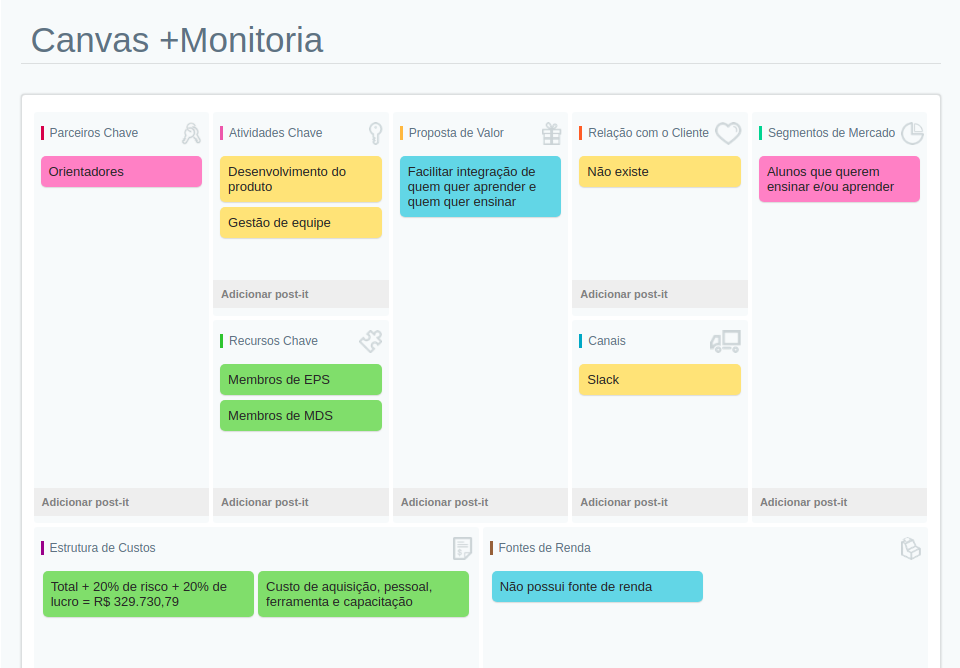 Canvas +Monitoria
Parceiros Chave
Orientadores
Adicionar post-it
Atividades Chave
Desenvolvimento do
produto
Gestão de equipe
Adicionar post-it
Recursos Chave
Membros de EPS
Membros de MDS
Adicionar post-it
Proposta de Valor
Facilitar integração de
quem quer aprender e
quem quer ensinar
Adicionar post-it
Relação com o Cliente
Não existe
Adicionar post-it
Canais
Slack
Adicionar post-it
Segmentos de Mercado
Alunos que querem
ensinar e/ou aprender
Adicionar post-it
Estrutura de Custos
Total + 20% de risco + 20% de
lucro = R$ 329.730,79
Custo de aquisição, pessoal,
ferramenta e capacitação
Fontes de Renda
Não possui fonte de renda